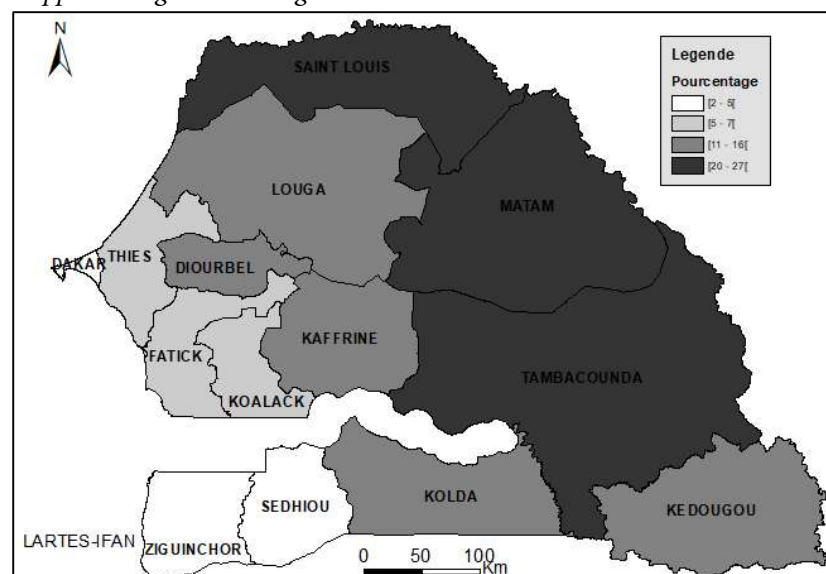 N
SAINT LOUIS
Legende
Pourcentage
[2 - 5[
[5 - 7[
[11 - 16[
[20 - 27[
LOUGA
MATAM
DAKAR
THIES
DIOURBEL
KAFFRINE
FATICK
KOALACK
TAMBACOUNDA
KOLDA
SEDHIOU
KEDOUGOU
LARTES-IFAN
ZIGUINCHOR
0 50 100
Km